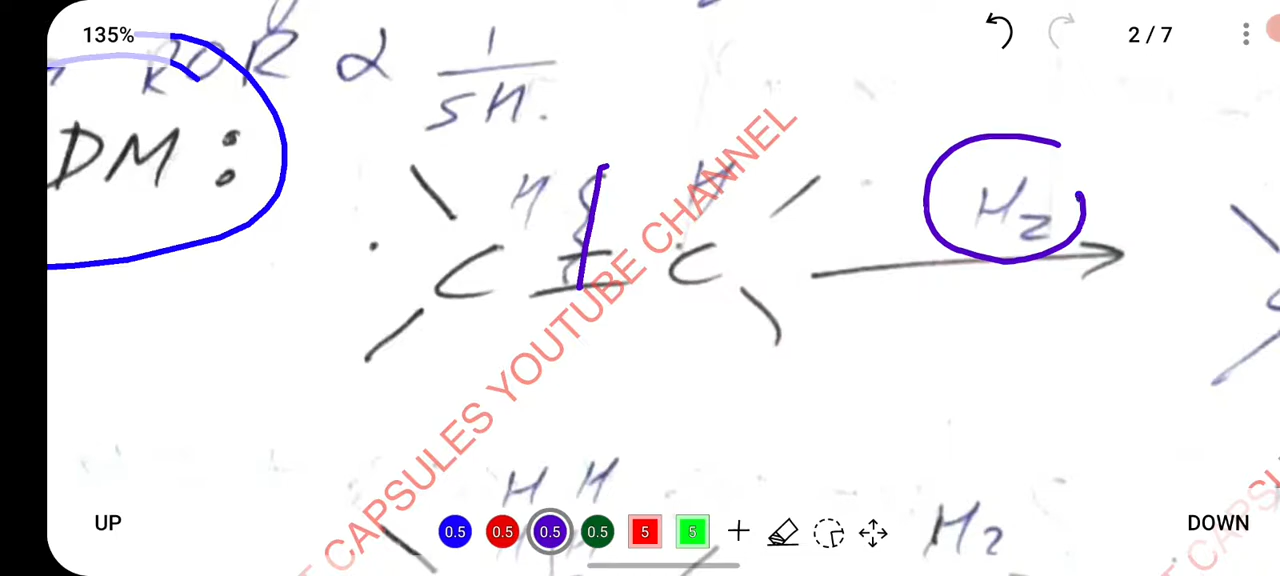 135%
2 / 7
ROR α 1/SH.
DM :
H H
C = C
H2
CAPSULES YOUTUBE CHANNEL
H H
H2
UP
0.5 0.5 0.5 0.5 5 5
DOWN